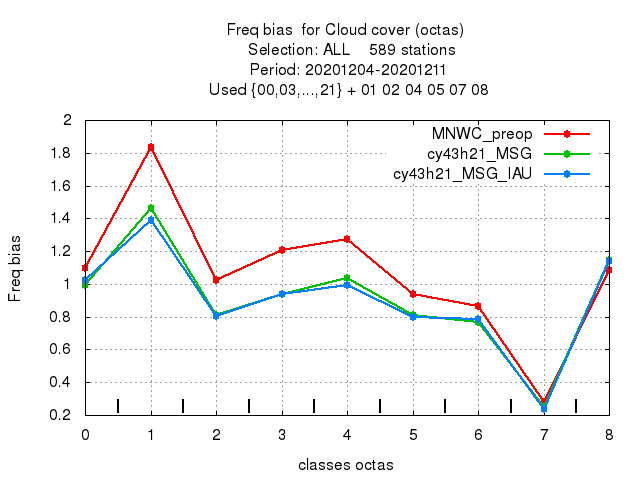 Freq bias  for Cloud cover (octas)
Selection: ALL    589 stations
Period: 20201204-20201211
Used {00,03,...,21} + 01 02 04 05 07 08
MNWC_preop
cy43h21_MSG
cy43h21_MSG_IAU
Freq bias
2
1.8
1.6
1.4
1.2
1
0.8
0.6
0.4
0.2
0 1 2 3 4 5 6 7 8
classes octas